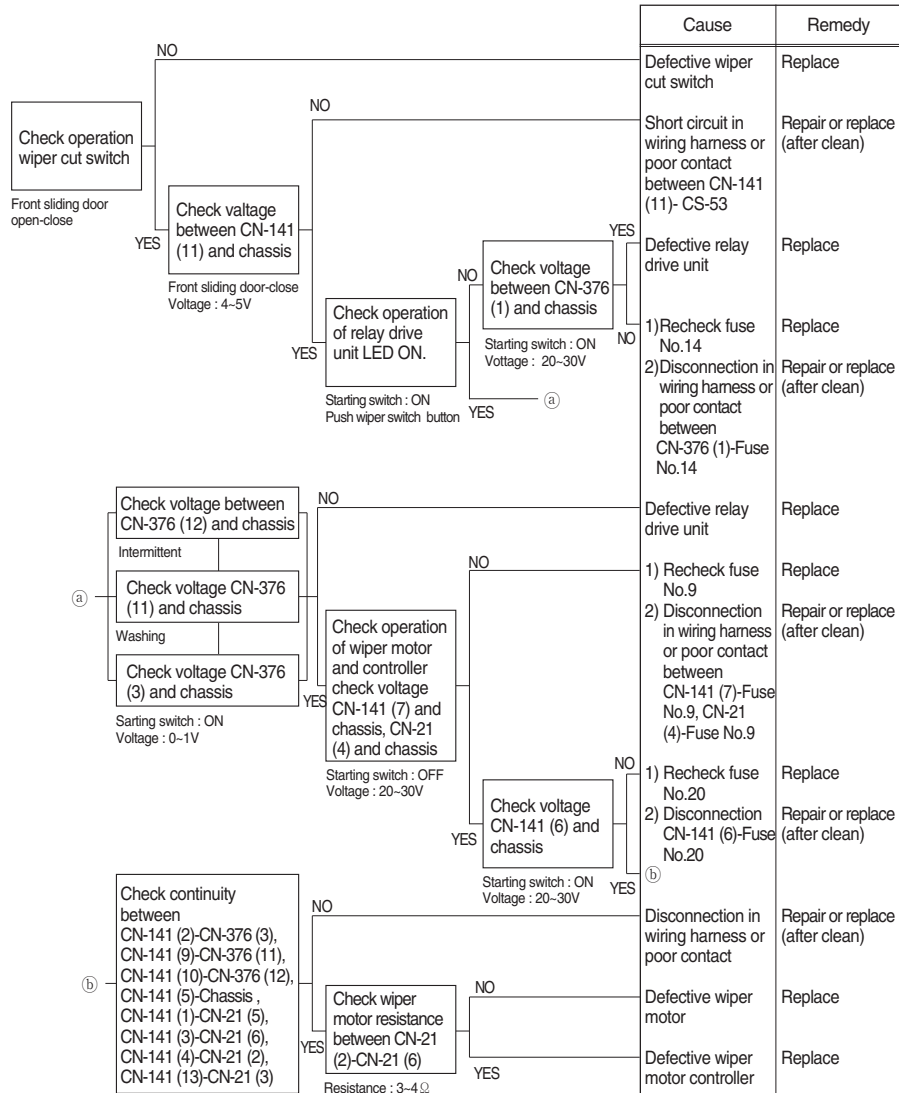 Cause
Remedy
NO
Defective wiper
cut switch
Replace
Check operation
wiper cut switch
Front sliding door
open-close
YES
NO
Short circuit in
wiring harness or
poor contact
between CN-141
(11)- CS-53
Repair or replace
(after clean)
Check valtage
between CN-141
(11) and chassis
Front sliding door-close
Voltage : 4~5V
YES
Check operation
of relay drive
unit LED ON.
Starting switch : ON
Push wiper switch button
NO
Check voltage
between CN-376
(1) and chassis
Starting switch : ON
Vottage : 20~30V
YES
Defective relay
drive unit
Replace
NO
1)Recheck fuse
No.14
Replace
2)Disconnection in
wiring harness or
poor contact
between
CN-376 (1)-Fuse
No.14
Repair or replace
(after clean)
YES
ⓐ
ⓐ
Check voltage between
CN-376 (12) and chassis
Intermittent
Check voltage CN-376
(11) and chassis
Washing
Check voltage CN-376
(3) and chassis
Sarting switch : ON
Voltage : 0~1V
NO
Defective relay
drive unit
Replace
YES
Check operation
of wiper motor
and controller
check voltage
CN-141 (7) and
chassis, CN-21
(4) and chassis
Starting switch : OFF
Voltage : 20~30V
NO
1) Recheck fuse
No.9
Replace
2) Disconnection
in wiring harness
or poor contact
between
CN-141 (7)-Fuse
No.9, CN-21
(4)-Fuse No.9
Repair or replace
(after clean)
YES
Check voltage
CN-141 (6) and
chassis
Starting switch : ON
Voltage : 20~30V
NO
1) Recheck fuse
No.20
Replace
2) Disconnection
CN-141 (6)-Fuse
No.20
Repair or replace
(after clean)
YES
ⓑ
ⓑ
Check continuity
between
CN-141 (2)-CN-376 (3),
CN-141 (9)-CN-376 (11),
CN-141 (10)-CN-376 (12),
CN-141 (5)-Chassis ,
CN-141 (1)-CN-21 (5),
CN-141 (3)-CN-21 (6),
CN-141 (4)-CN-21 (2),
CN-141 (13)-CN-21 (3)
NO
Disconnection in
wiring harness or
poor contact
Repair or replace
(after clean)
YES
Check wiper
motor resistance
between CN-21
(2)-CN-21 (6)
Resistance : 3~4Ω
NO
Defective wiper
motor
Replace
YES
Defective wiper
motor controller
Replace